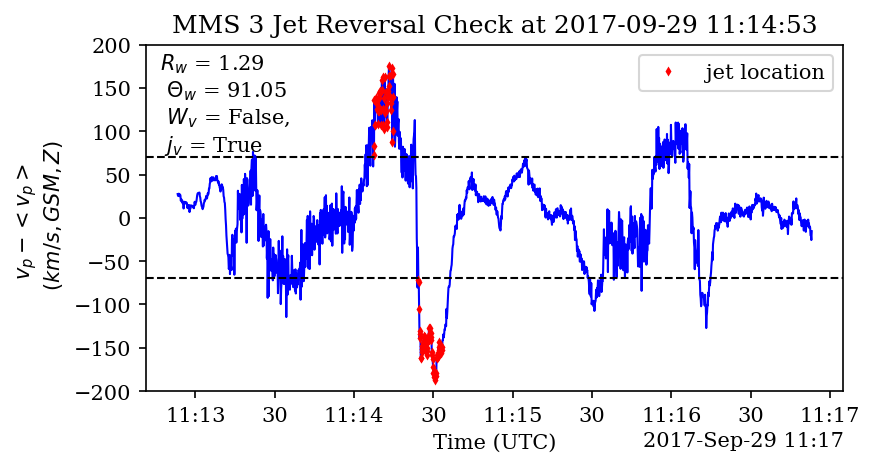 MMS 3 Jet Reversal Check at 2017-09-29 11:14:53
R_w = 1.29
Θ_w = 91.05
W_v = False,
j_v = True
jet location
200
150
100
50
0
−50
−100
−150
−200
v_p − < v_p >
(km/s, GSM, Z)
11:13 30 11:14 30 11:15 30 11:16 30 11:17
Time (UTC) 2017-Sep-29 11:17